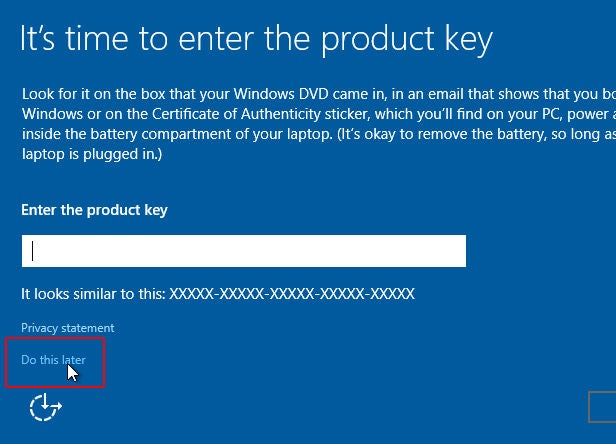 It's time to enter the product key
Look for it on the box that your Windows DVD came in, in an email that shows that you bo
Windows or on the Certificate of Authenticity sticker, which you'll find on your PC, power a
inside the battery compartment of your laptop. (It's okay to remove the battery, so long as
laptop is plugged in.)
Enter the product key
It looks similar to this: XXXXX-XXXXX-XXXXX-XXXXX-XXXXX
Privacy statement
Do this later